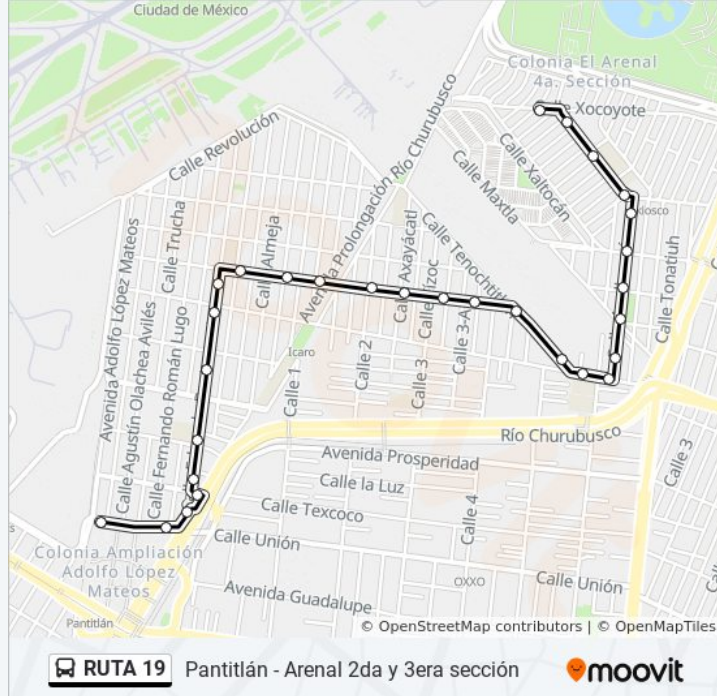 Ciudad de México
Colonia El Arenal
4a. Sección
Xocoyote
Calle Revolución
Calle Xaltocán
Calle Maxtla
Avenida Prolongación Río Churubusco
Calle Trucha
Calle Almeja
Calle Axayácatl
Calle Tenochtitlan
Calle Tonatiuh
Avenida Adolfo López Mateos
Calle Agustín Olachea Avilés
Calle Fernando Román Lugo
Icaro
Calle 1
Calle 2
Calle 3
Calle 3-A
Río Churubusco
Avenida Prosperidad
Calle la Luz
Calle 4
Calle 3
Calle Texcoco
Calle Unión
Colonia Ampliación
Adolfo López
Mateos
OXXO
Calle Unión
Avenida Guadalupe
Pantitlán
© OpenStreetMap contributors | © OpenMapTiles
RUTA 19
Pantitlán - Arenal 2da y 3era sección
moovit